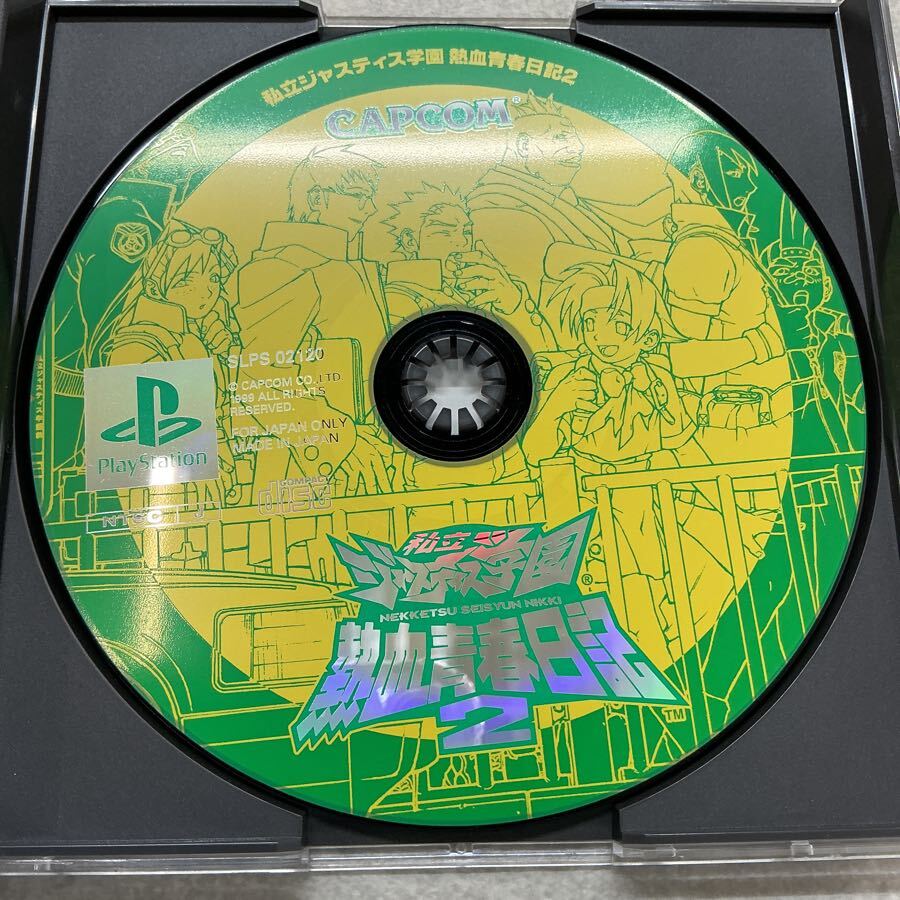 私立ジャスティス学園 熱血青春日記2
CAPCOM®
SLPS 02120
© CAPCOM CO.,LTD
1999 ALL RIGHTS
RESERVED.
FOR JAPAN ONLY
MADE IN JAPAN
PlayStation
NTSC J
COMPACT
disc
私立
ジャスティス学園®
NEKKETSU SEISYUN NIKKI
熱血青春日記
2
TM